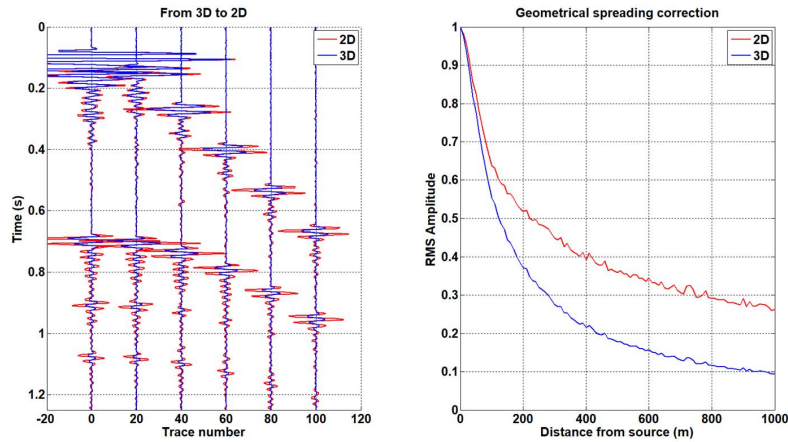 From 3D to 2D
2D
3D
Time (s)
0
0.2
0.4
0.6
0.8
1
1.2
-20 0 20 40 60 80 100 120
Trace number
Geometrical spreading correction
2D
3D
RMS Amplitude
1
0.9
0.8
0.7
0.6
0.5
0.4
0.3
0.2
0.1
0
0 200 400 600 800 1000
Distance from source (m)